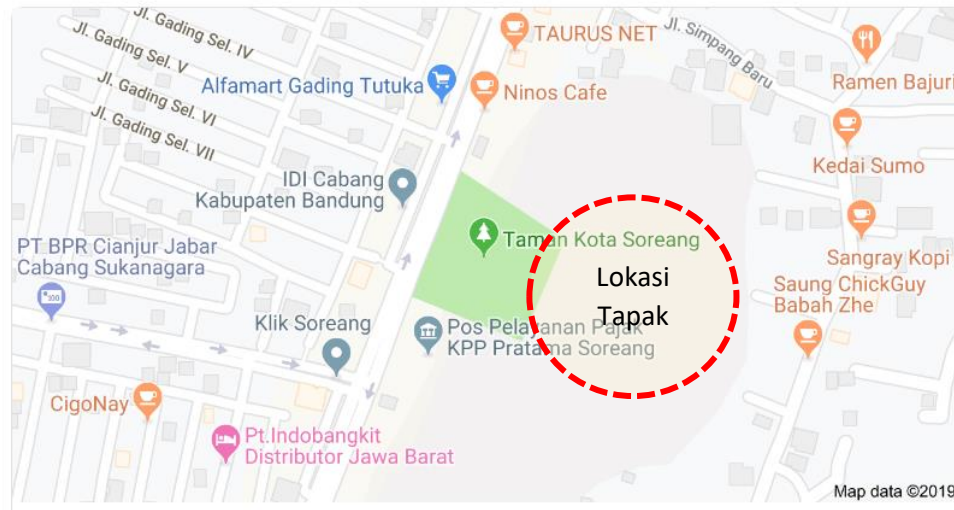 TAURUS NET
Jl. Gading Sel. IV
Jl. Gading Sel. V
Jl. Gading Sel. VI
Jl. Gading Sel. VII
Jl. Simpang Baru
Alfamart Gading Tutuka
Ninos Cafe
Ramen Bajuri
Kedai Sumo
IDI Cabang
Kabupaten Bandung
Taman Kota Soreang
PT BPR Cianjur Jabar
Cabang Sukanagara
Sangray Kopi
Lokasi
Tapak
Saung ChickGuy
Babah Zhe
Klik Soreang
Pos Pelayanan Pajak
KPP Pratama Soreang
CigoNay
Pt.Indobangkit
Distributor Jawa Barat
Map data ©2019